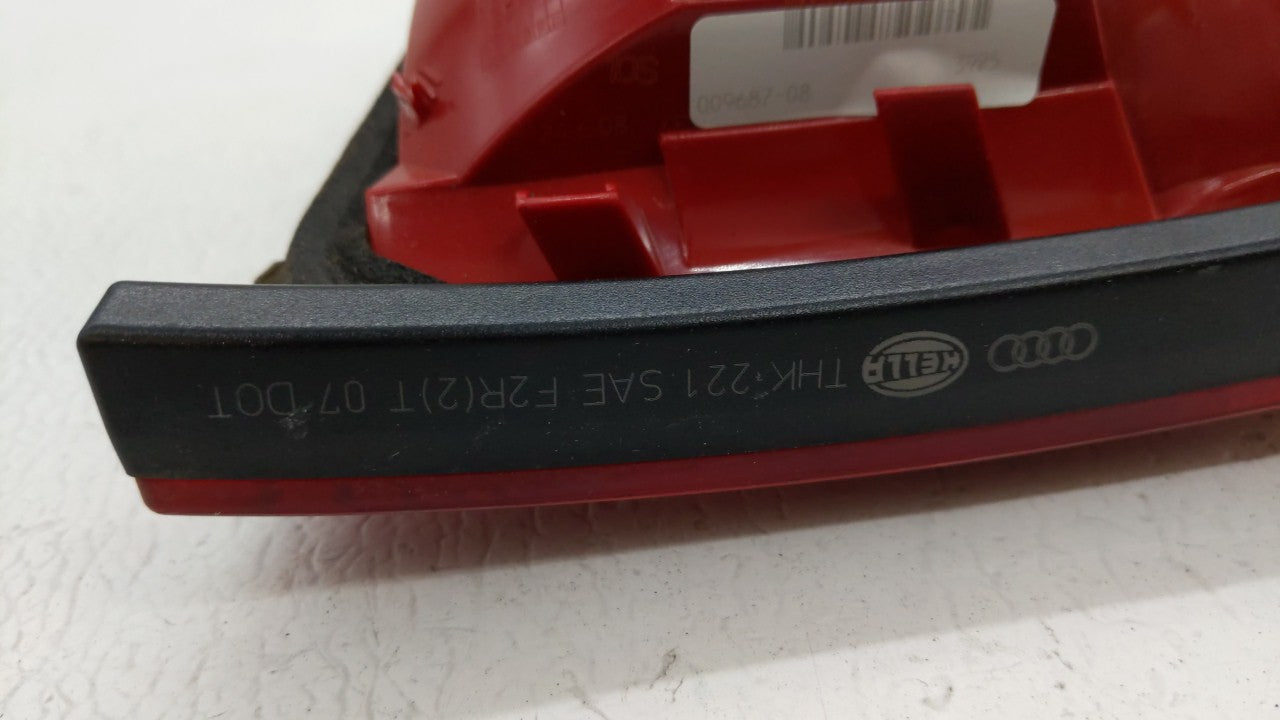 009687-08
HELLA THK 221 SAE F2R(2)T 07 DOT